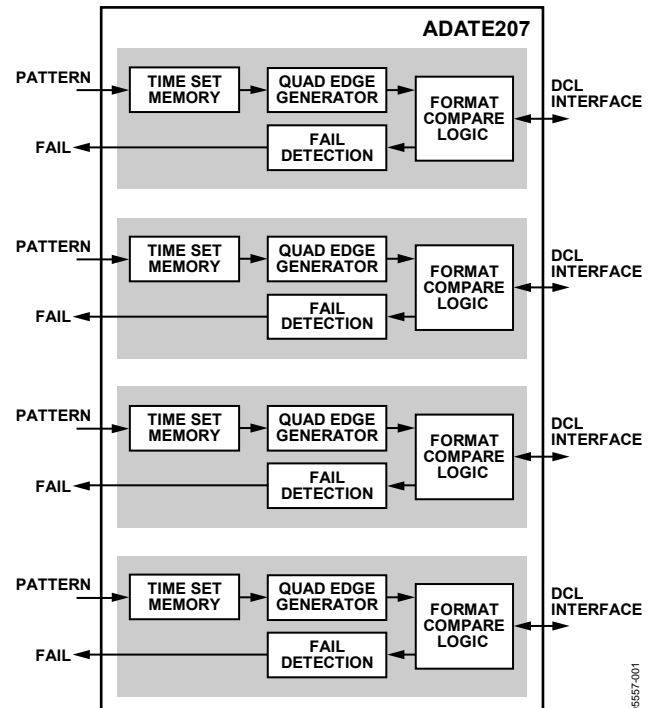 ADATE207
PATTERN
TIME SET
MEMORY
QUAD EDGE
GENERATOR
FORMAT
COMPARE
LOGIC
DCL
INTERFACE
FAIL
FAIL
DETECTION
PATTERN
TIME SET
MEMORY
QUAD EDGE
GENERATOR
FORMAT
COMPARE
LOGIC
DCL
INTERFACE
FAIL
FAIL
DETECTION
PATTERN
TIME SET
MEMORY
QUAD EDGE
GENERATOR
FORMAT
COMPARE
LOGIC
DCL
INTERFACE
FAIL
FAIL
DETECTION
PATTERN
TIME SET
MEMORY
QUAD EDGE
GENERATOR
FORMAT
COMPARE
LOGIC
DCL
INTERFACE
FAIL
FAIL
DETECTION